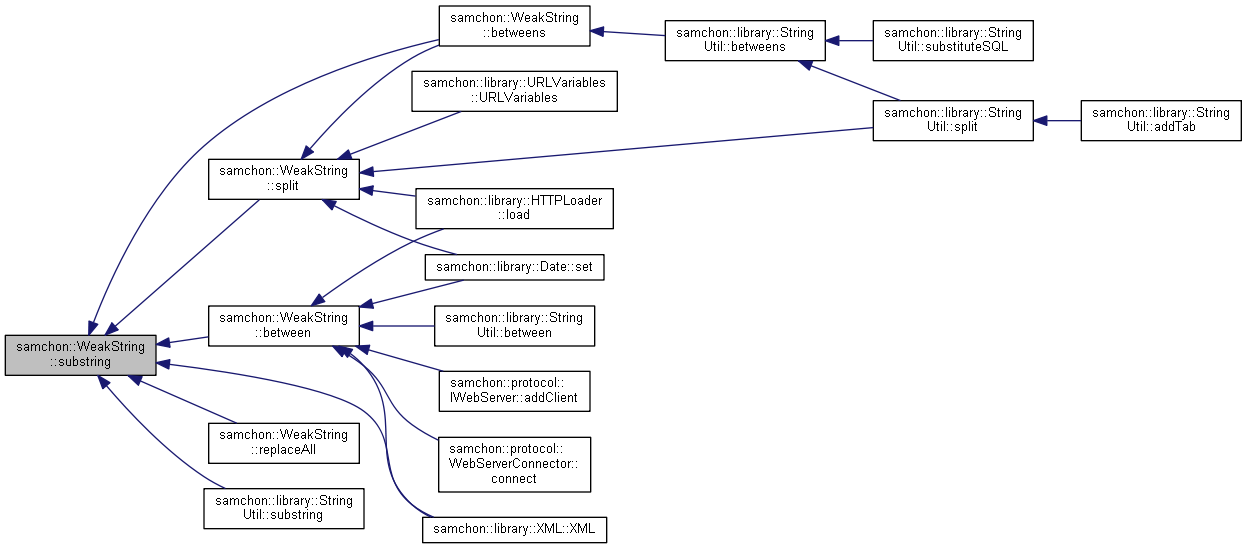 samchon::WeakString
::betweens
samchon::library::String
Util::betweens
samchon::library::String
Util::substituteSQL
samchon::library::URLVariables
::URLVariables
samchon::library::String
Util::split
samchon::library::String
Util::addTab
samchon::WeakString
::split
samchon::library::HTTPLoader
::load
samchon::library::Date::set
samchon::WeakString
::between
samchon::library::String
Util::between
samchon::WeakString
::substring
samchon::protocol::
IWebServer::addClient
samchon::WeakString
::replaceAll
samchon::protocol::
WebServerConnector::
connect
samchon::library::String
Util::substring
samchon::library::XML::XML